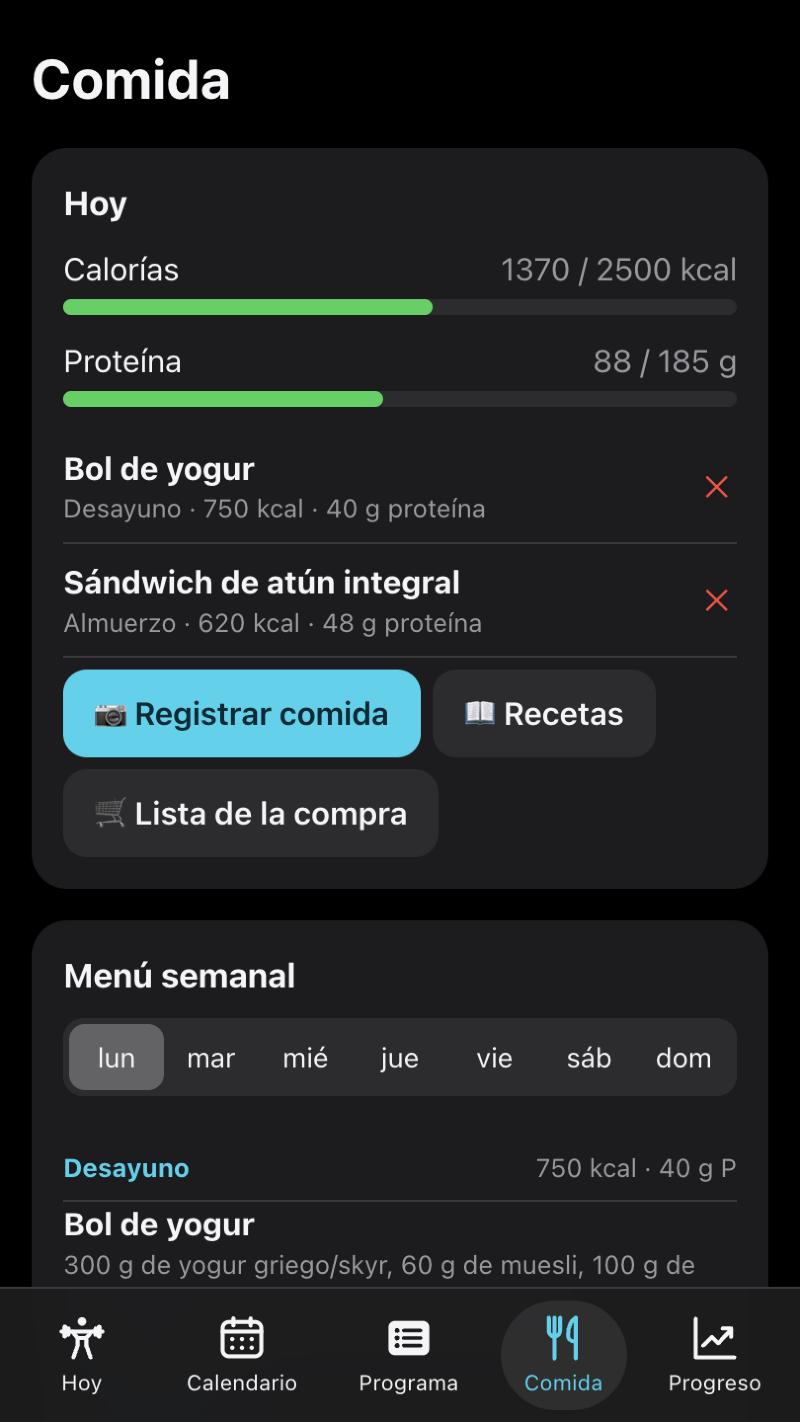 Comida
Hoy
Calorías 1370 / 2500 kcal
Proteína 88 / 185 g
Bol de yogur
Desayuno · 750 kcal · 40 g proteína
Sándwich de atún integral
Almuerzo · 620 kcal · 48 g proteína
📷 Registrar comida 📖 Recetas
🛒 Lista de la compra
Menú semanal
lun mar mié jue vie sáb dom
Desayuno 750 kcal · 40 g P
Bol de yogur
300 g de yogur griego/skyr, 60 g de muesli, 100 g de
Hoy Calendario Programa Comida Progreso